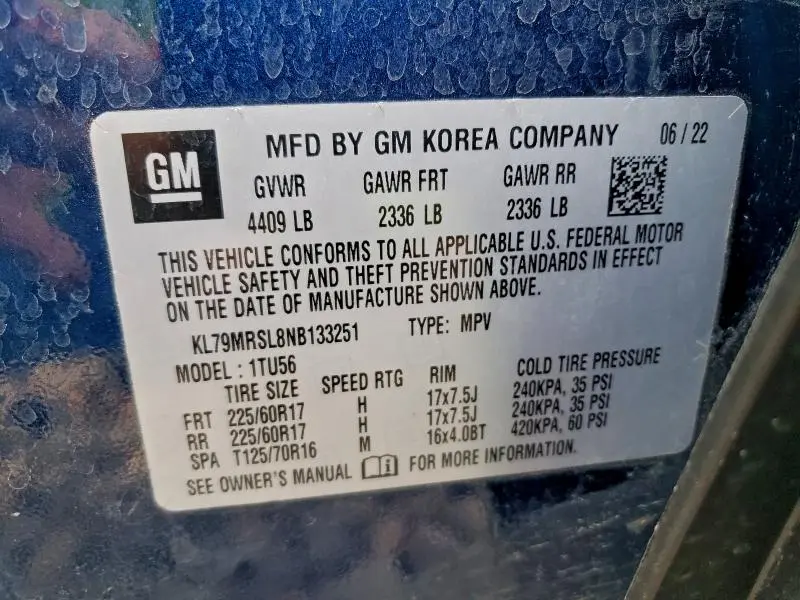 GM
MFD BY GM KOREA COMPANY 06 / 22
GVWR GAWR FRT GAWR RR
4409 LB 2336 LB 2336 LB
THIS VEHICLE CONFORMS TO ALL APPLICABLE U.S. FEDERAL MOTOR
VEHICLE SAFETY AND THEFT PREVENTION STANDARDS IN EFFECT
ON THE DATE OF MANUFACTURE SHOWN ABOVE.
KL79MRSL8NB133251 TYPE: MPV
MODEL : 1TU56
TIRE SIZE SPEED RTG RIM COLD TIRE PRESSURE
FRT 225/60R17 H 17x7.5J 240KPA, 35 PSI
RR 225/60R17 H 17x7.5J 240KPA, 35 PSI
SPA T125/70R16 M 16x4.0BT 420KPA, 60 PSI
SEE OWNER'S MANUAL FOR MORE INFORMATION.